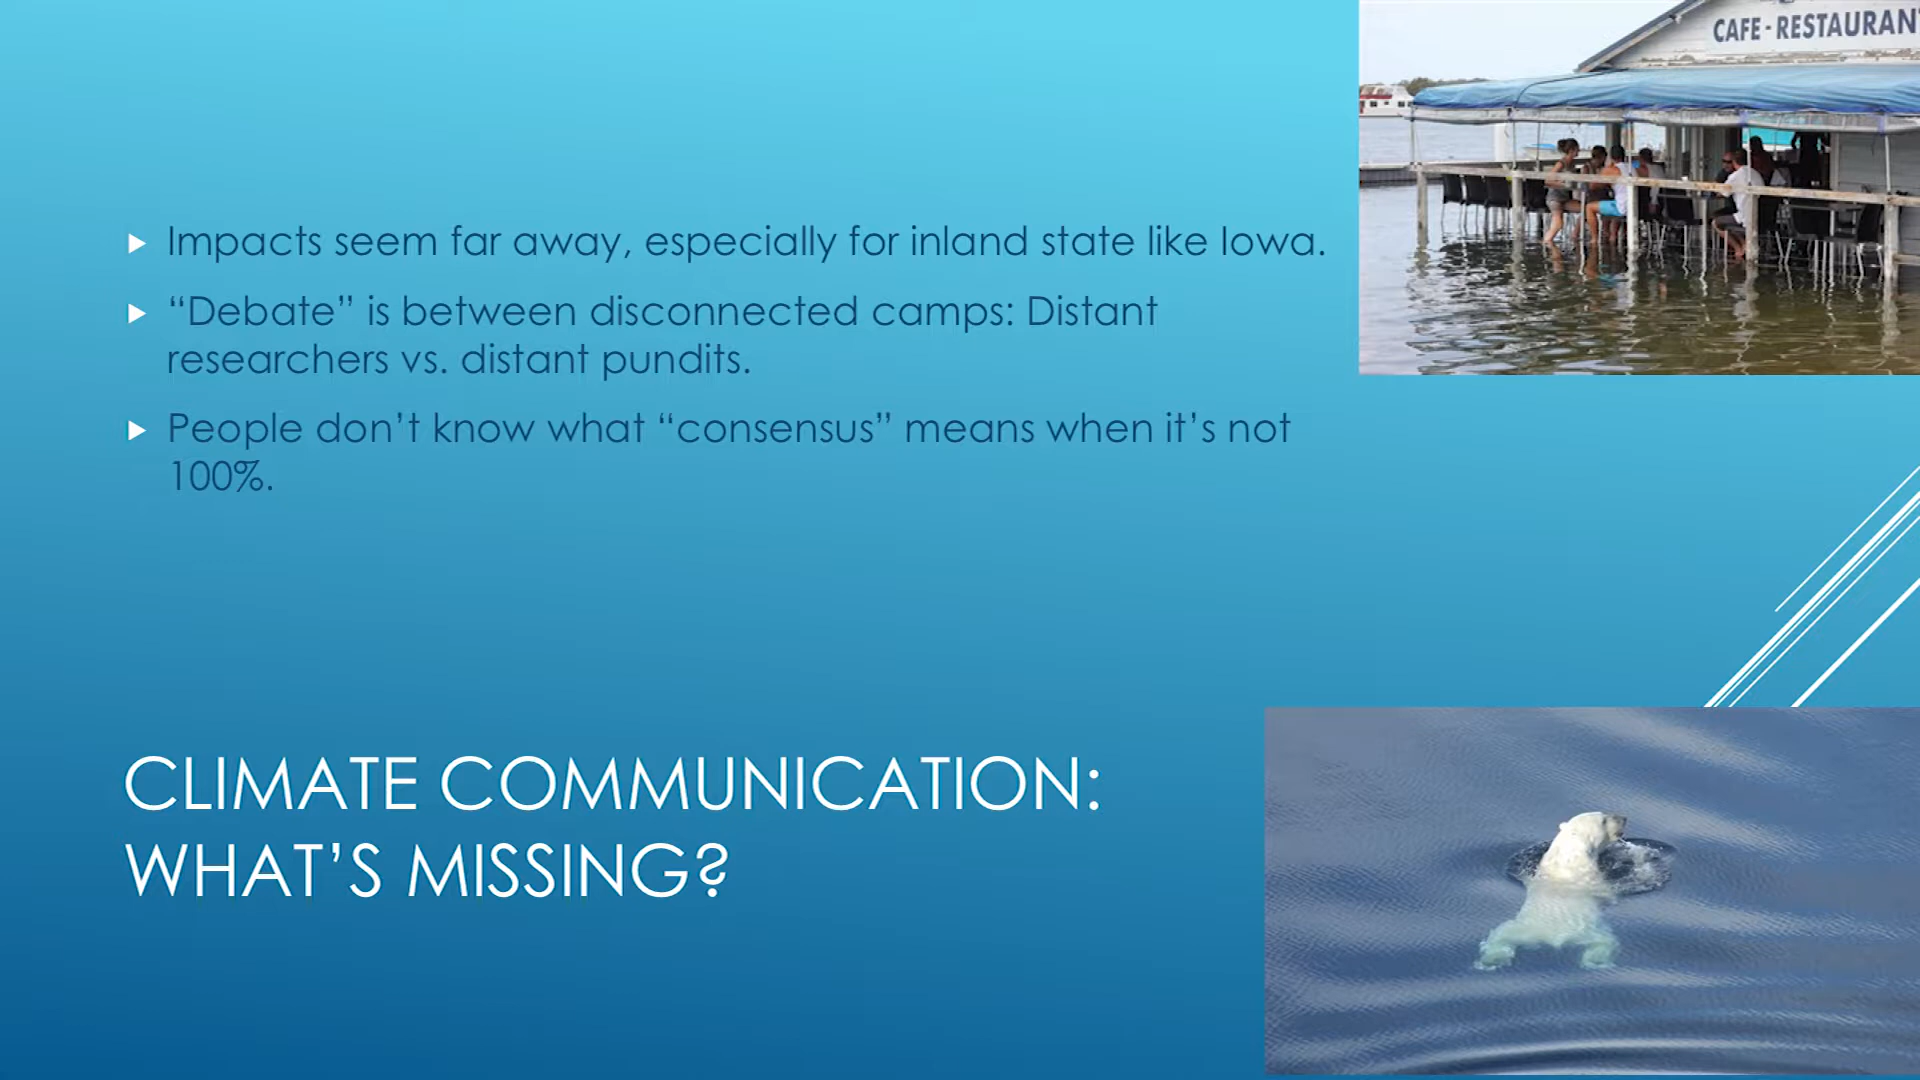 CAFE - RESTAURAN
Impacts seem far away, especially for inland state like Iowa.
“Debate” is between disconnected camps: Distant
researchers vs. distant pundits.
People don’t know what “consensus” means when it’s not
100%.
CLIMATE COMMUNICATION:
WHAT’S MISSING?